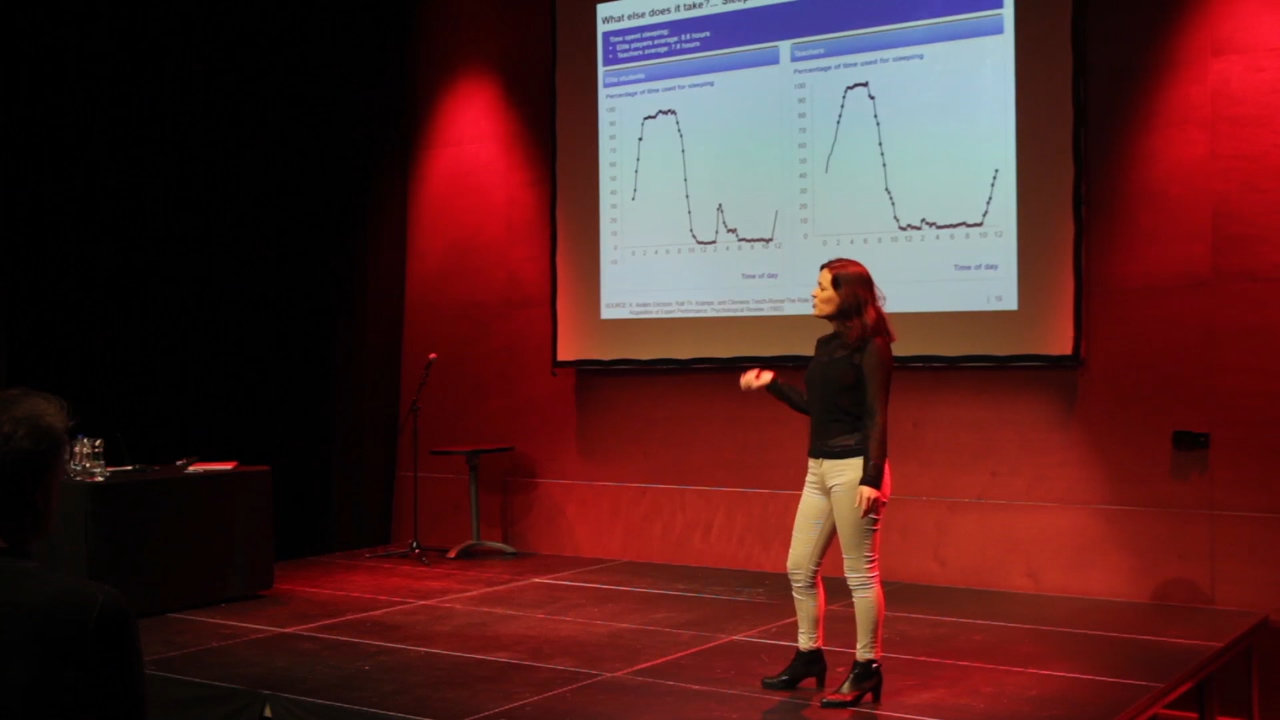 What else does it take?... Sleep
Time spent sleeping:
• Elite players average: 8.6 hours
• Teachers average: 7.8 hours
Elite students
Percentage of time used for sleeping
100
90
80
70
60
50
40
30
20
10
0
-10
0 2 4 6 8 10 12 2 4 6 8 10 12
Time of day
Teachers
Percentage of time used for sleeping
100
90
80
70
60
50
40
30
20
10
0
0 2 4 6 8 10 12 2 4 6 8 10 12
Time of day
SOURCE: K. Anders Ericsson, Ralf Th. Krampe, and Clemens Tesch-Romer The Role
Acquisition of Expert Performance, Psychological Review (1993)